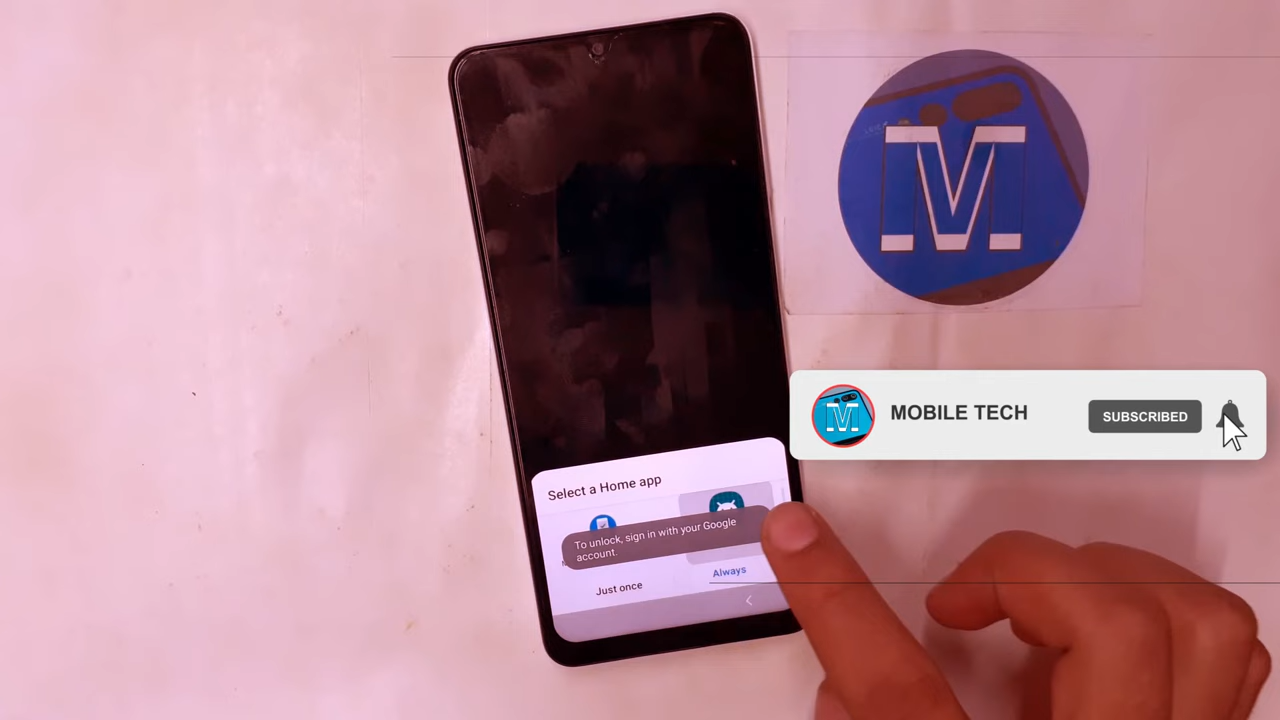 M
M
MOBILE TECH
SUBSCRIBED
Select a Home app
To unlock, sign in with your Google
account.
Just once
Always